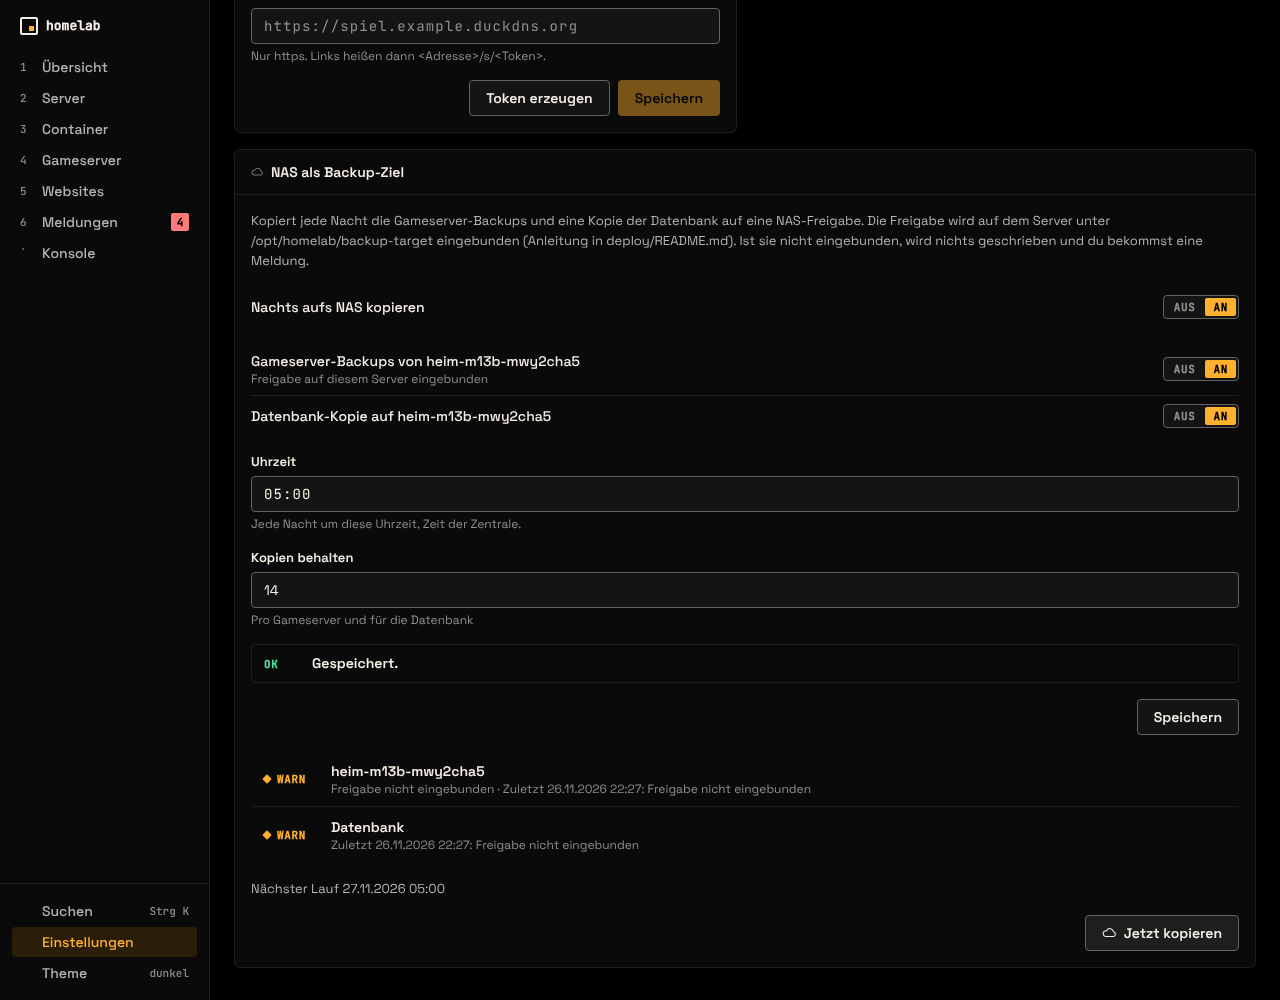 homelab
1 Übersicht
2 Server
3 Container
4 Gameserver
5 Websites
6 Meldungen 4
` Konsole
Suchen Strg K
Einstellungen
Theme dunkel
https://spiel.example.duckdns.org
Nur https. Links heißen dann <Adresse>/s/<Token>.
Token erzeugen Speichern
NAS als Backup-Ziel
Kopiert jede Nacht die Gameserver-Backups und eine Kopie der Datenbank auf eine NAS-Freigabe. Die Freigabe wird auf dem Server unter
/opt/homelab/backup-target eingebunden (Anleitung in deploy/README.md). Ist sie nicht eingebunden, wird nichts geschrieben und du bekommst eine
Meldung.
Nachts aufs NAS kopieren AUS AN
Gameserver-Backups von heim-m13b-mwy2cha5 AUS AN
Freigabe auf diesem Server eingebunden
Datenbank-Kopie auf heim-m13b-mwy2cha5 AUS AN
Uhrzeit
05:00
Jede Nacht um diese Uhrzeit, Zeit der Zentrale.
Kopien behalten
14
Pro Gameserver und für die Datenbank
OK Gespeichert.
Speichern
WARN heim-m13b-mwy2cha5
Freigabe nicht eingebunden · Zuletzt 26.11.2026 22:27: Freigabe nicht eingebunden
WARN Datenbank
Zuletzt 26.11.2026 22:27: Freigabe nicht eingebunden
Nächster Lauf 27.11.2026 05:00
Jetzt kopieren